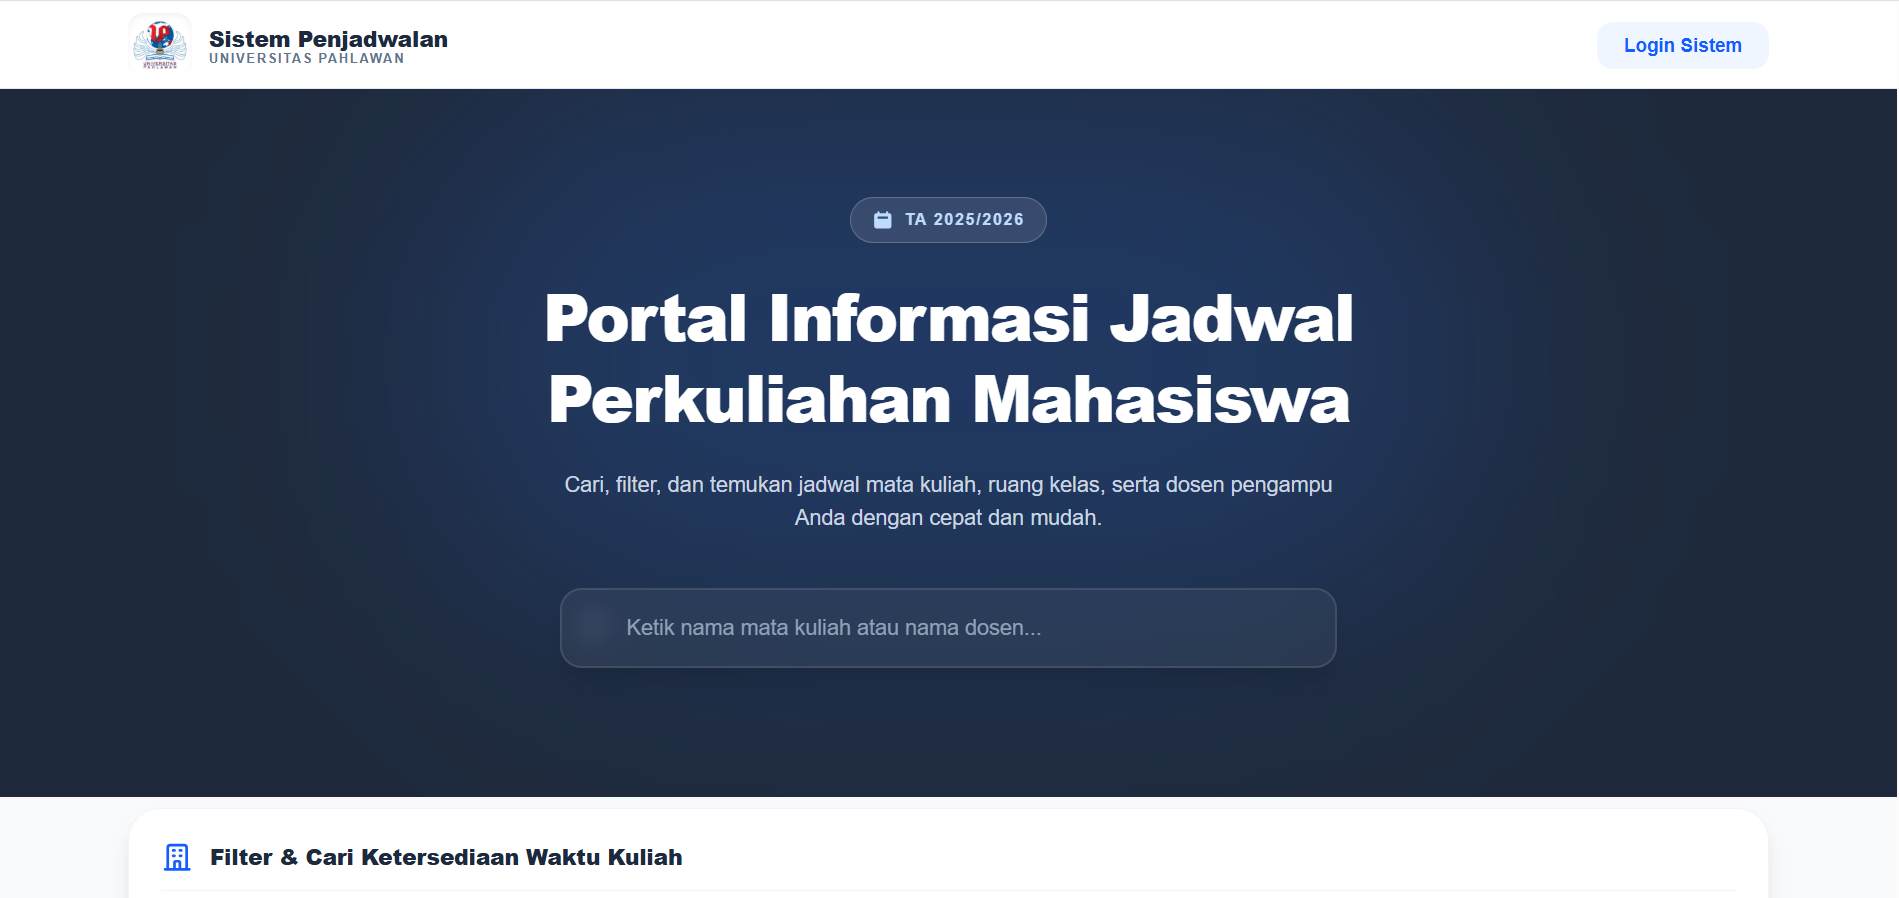 UNIVERSITAS
PAHLAWAN
Sistem Penjadwalan
UNIVERSITAS PAHLAWAN
Login Sistem
TA 2025/2026
Portal Informasi Jadwal
Perkuliahan Mahasiswa
Cari, filter, dan temukan jadwal mata kuliah, ruang kelas, serta dosen pengampu
Anda dengan cepat dan mudah.
Ketik nama mata kuliah atau nama dosen...
Filter & Cari Ketersediaan Waktu Kuliah